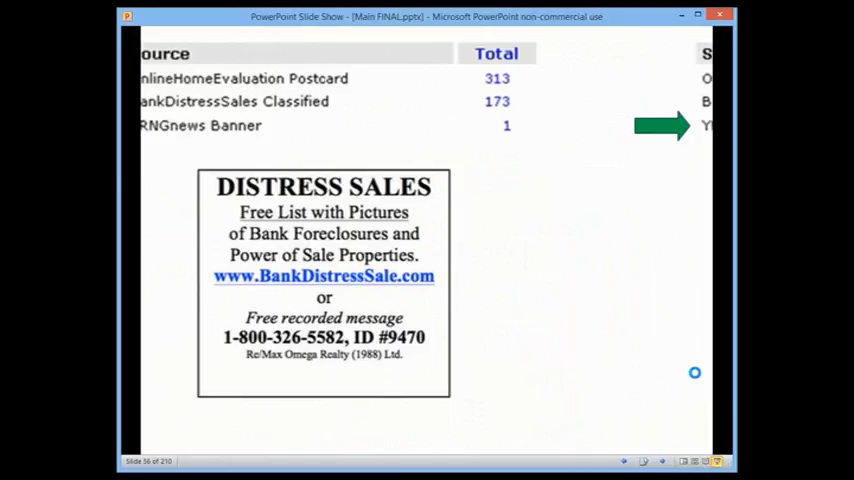 PowerPoint Slide Show - [Main FINAL.pptx] - Microsoft PowerPoint non-commercial use
ource Total S
nlineHomeEvaluation Postcard 313 O
ankDistressSales Classified 173 B
RNGnews Banner 1 Y
DISTRESS SALES
Free List with Pictures
of Bank Foreclosures and
Power of Sale Properties.
www.BankDistressSale.com
or
Free recorded message
1-800-326-5582, ID #9470
Re/Max Omega Realty (1988) Ltd.
Slide 56 of 210